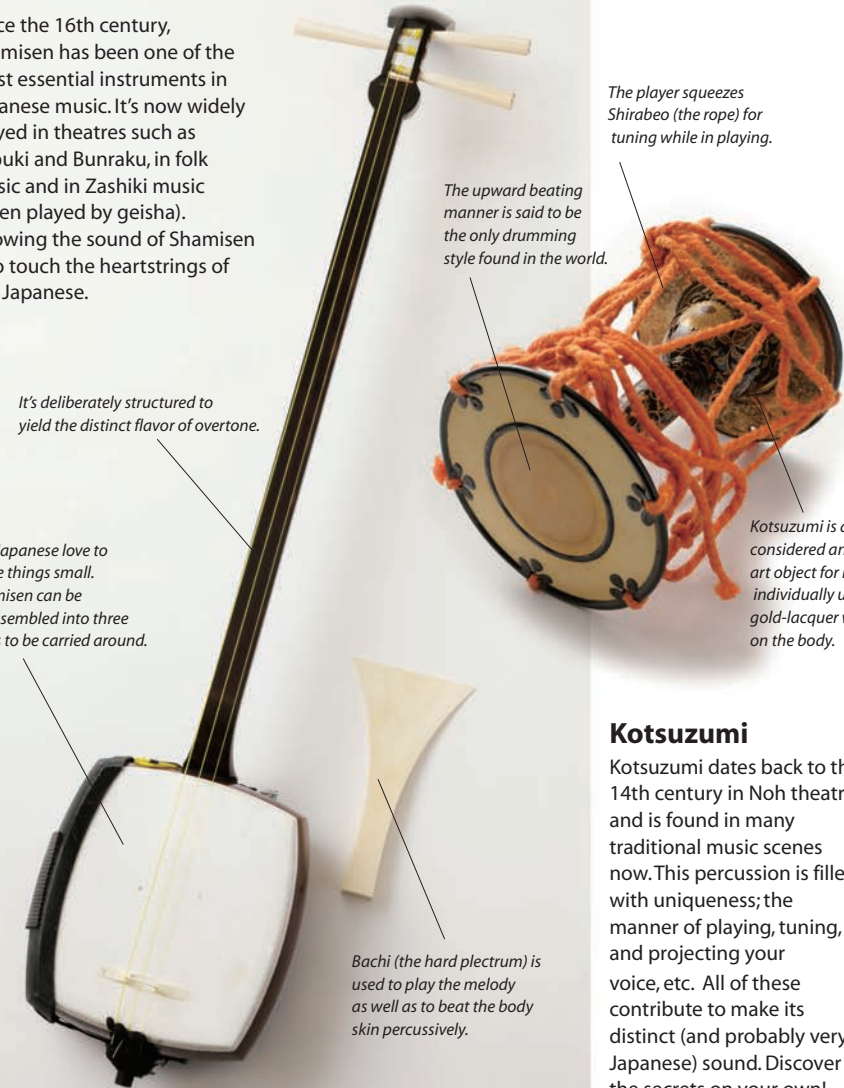 ce the 16th century,
misen has been one of the
st essential instruments in
anese music. It's now widely
yed in theatres such as
ouki and Bunraku, in folk
sic and in Zashiki music
en played by geisha).
owing the sound of Shamisen
o touch the heartstrings of
Japanese.
It's deliberately structured to
yield the distinct flavor of overtone.
apanese love to
e things small.
misen can be
ssembled into three
s to be carried around.
Bachi (the hard plectrum) is
used to play the melody
as well as to beat the body
skin percussively.
The upward beating
manner is said to be
the only drumming
style found in the world.
The player squeezes
Shirabeo (the rope) for
tuning while in playing.
Kotsuzumi is a
considered an
art object for
individually u
gold-lacquer
on the body.
Kotsuzumi
Kotsuzumi dates back to th
14th century in Noh theatr
and is found in many
traditional music scenes
now. This percussion is fille
with uniqueness; the
manner of playing, tuning,
and projecting your
voice, etc. All of these
contribute to make its
distinct (and probably very
Japanese) sound. Discover
the secrets on your own!